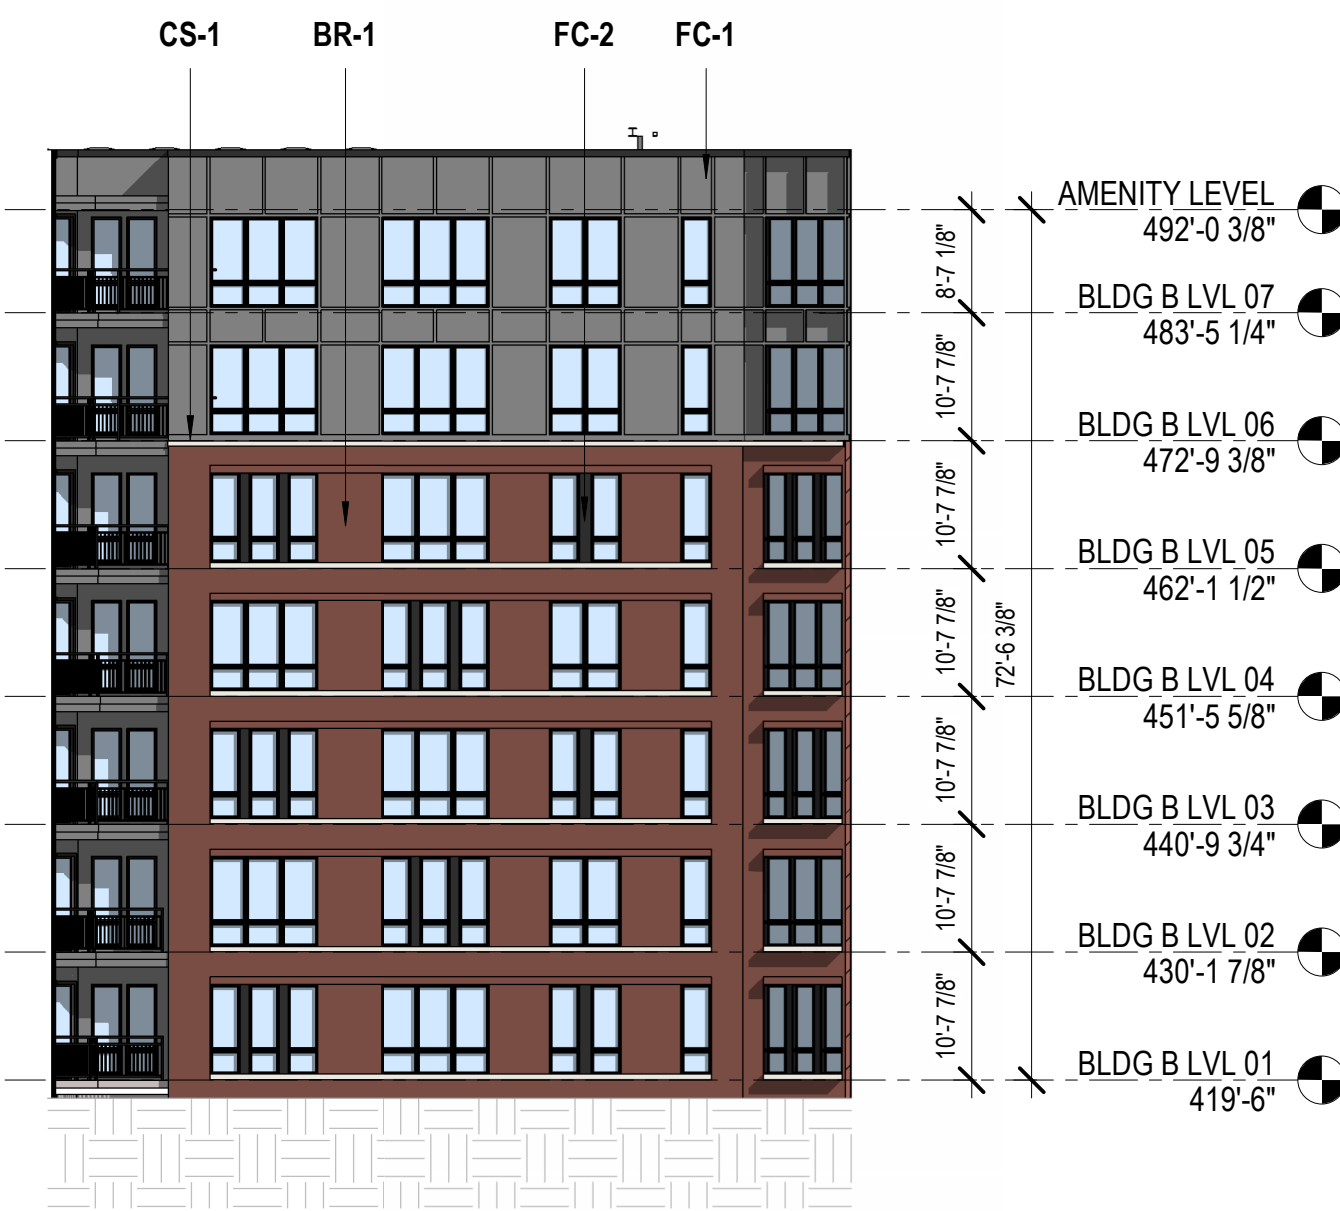 CS-1 BR-1 FC-2 FC-1
AMENITY LEVEL
492'-0 3/8"
8'-7 1/8"
BLDG B LVL 07
483'-5 1/4"
10'-7 7/8"
BLDG B LVL 06
472'-9 3/8"
10'-7 7/8"
BLDG B LVL 05
462'-1 1/2"
10'-7 7/8"
72'-6 3/8"
BLDG B LVL 04
451'-5 5/8"
10'-7 7/8"
BLDG B LVL 03
440'-9 3/4"
10'-7 7/8"
BLDG B LVL 02
430'-1 7/8"
10'-7 7/8"
BLDG B LVL 01
419'-6"